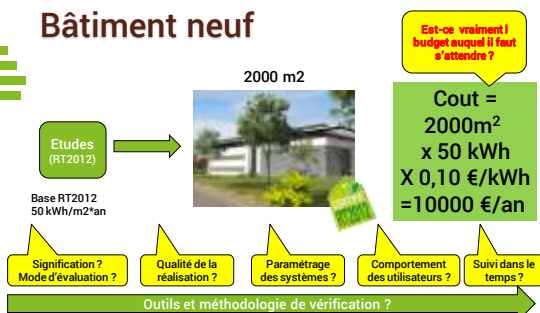 Bâtiment neuf
Est-ce vraiment l
budget auquel il faut
s'attendre ?
2000 m2
Etudes
(RT2012)
Cout =
2000m²
x 50 kWh
X 0,10 €/kWh
=10000 €/an
Base RT2012
50 kWh/m2*an
Signification ?
Mode d'évaluation ?
Qualité de la
réalisation ?
Paramétrage
des systèmes ?
Comportement
des utilisateurs ?
Suivi dans le
temps ?
Outils et méthodologie de vérification ?